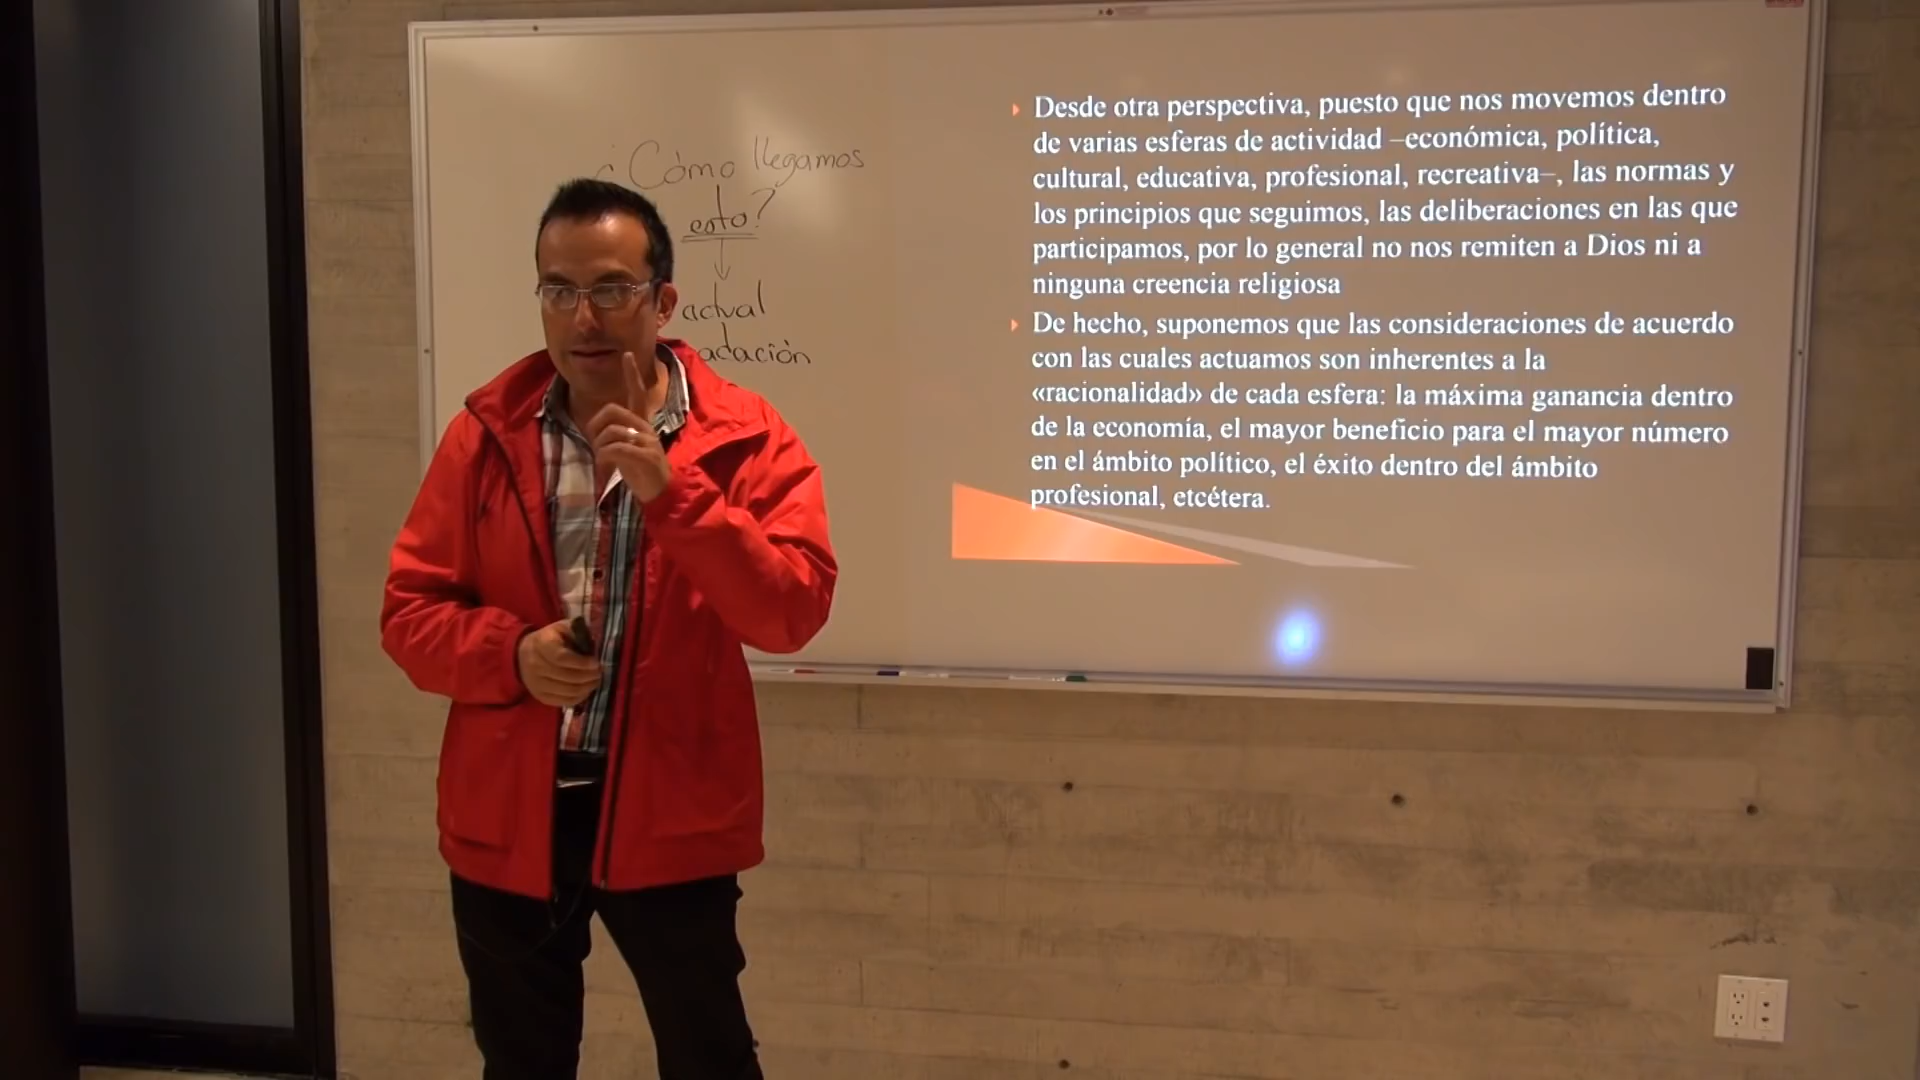 ¿Cómo llegamos
esto?
actual
adación
Desde otra perspectiva, puesto que nos movemos dentro
de varias esferas de actividad –económica, política,
cultural, educativa, profesional, recreativa–, las normas y
los principios que seguimos, las deliberaciones en las que
participamos, por lo general no nos remiten a Dios ni a
ninguna creencia religiosa
De hecho, suponemos que las consideraciones de acuerdo
con las cuales actuamos son inherentes a la
«racionalidad» de cada esfera: la máxima ganancia dentro
de la economía, el mayor beneficio para el mayor número
en el ámbito político, el éxito dentro del ámbito
profesional, etcétera.